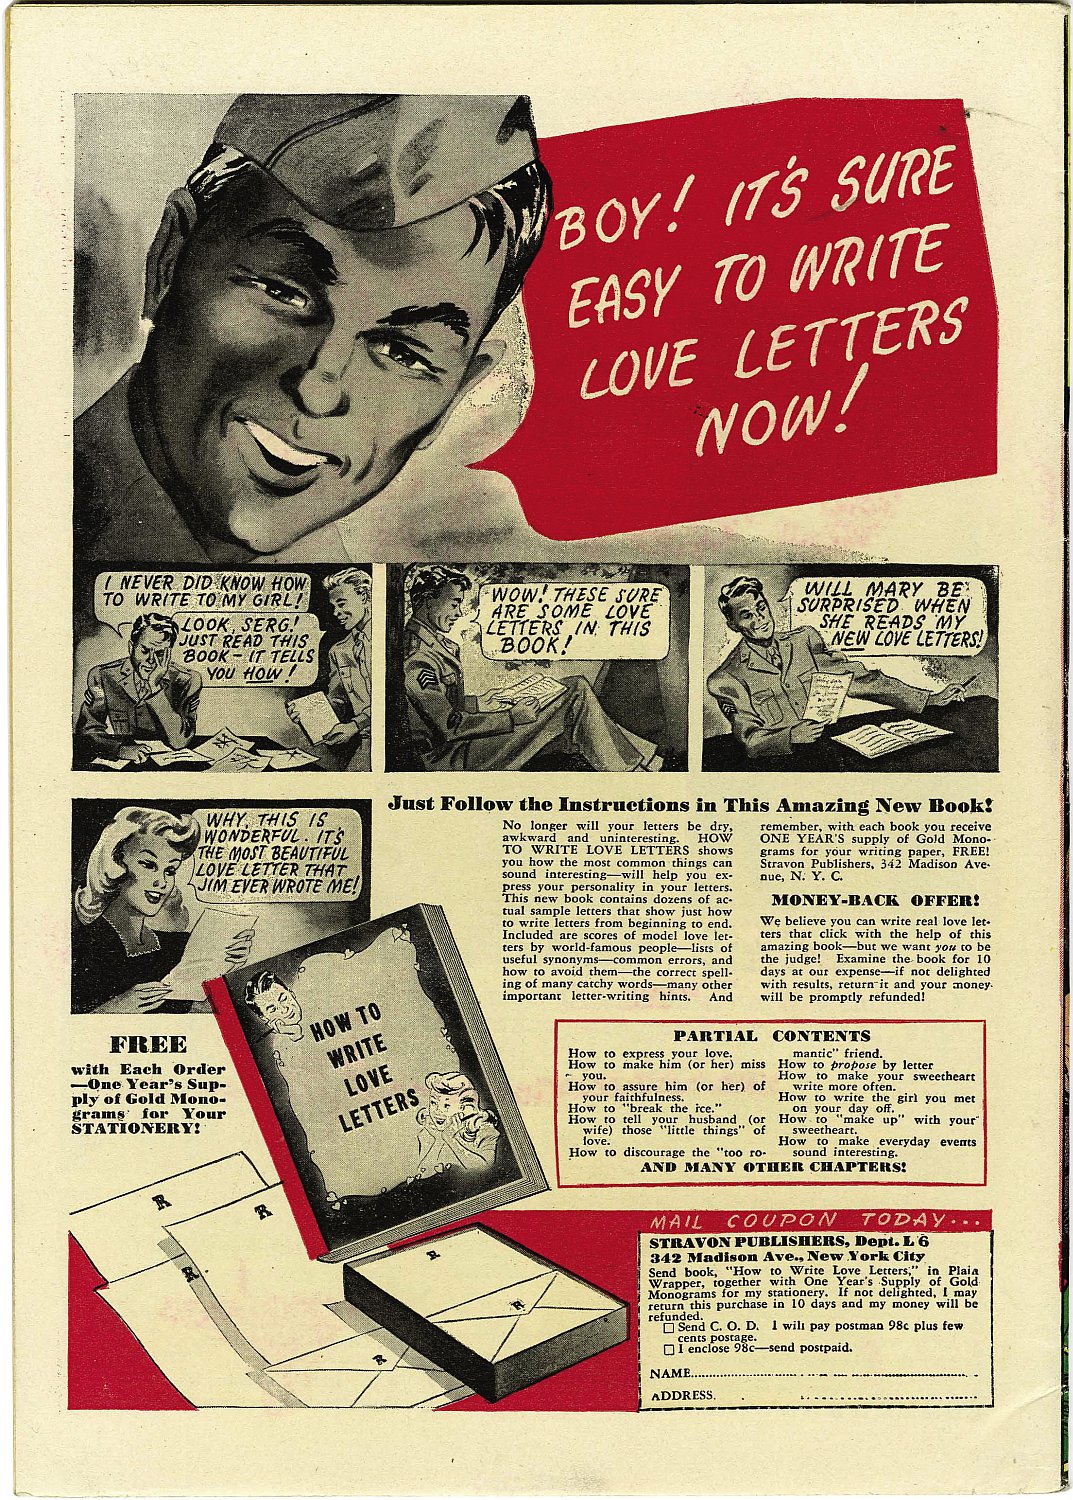 BOY! IT'S SURE
EASY TO WRITE
LOVE LETTERS
NOW!
I NEVER DID KNOW HOW
TO WRITE TO MY GIRL!
LOOK, SERG!
JUST READ THIS
BOOK — IT TELLS
YOU HOW!
WOW! THESE SURE
ARE SOME LOVE
LETTERS IN THIS
BOOK!
WILL MARY BE
SURPRISED WHEN
SHE READS MY
NEW LOVE LETTERS!
WHY, THIS IS
WONDERFUL. IT'S
THE MOST BEAUTIFUL
LOVE LETTER THAT
JIM EVER WROTE ME!
Just Follow the Instructions in This Amazing New Book!
No longer will your letters be dry,
awkward and uninteresting. HOW
TO WRITE LOVE LETTERS shows
you how the most common things can
sound interesting—will help you ex-
press your personality in your letters.
This new book contains dozens of ac-
tual sample letters that show just how
to write letters from beginning to end.
Included are scores of model love let-
ters by world-famous people—lists of
useful synonyms—common errors, and
how to avoid them—the correct spell-
ing of many catchy words—many other
important letter-writing hints. And
remember, with each book you receive
ONE YEAR'S supply of Gold Mono-
grams for your writing paper, FREE!
Stravon Publishers, 342 Madison Ave-
nue, N. Y. C.
MONEY-BACK OFFER!
We believe you can write real love let-
ters that click with the help of this
amazing book—but we want you to be
the judge! Examine the book for 10
days at our expense—if not delighted
with results, return it and your money
will be promptly refunded!
HOW TO
WRITE
LOVE
LETTERS
FREE
with Each Order
—One Year's Sup-
ply of Gold Mono-
grams for Your
STATIONERY!
PARTIAL CONTENTS
How to express your love.
How to make him (or her) miss
you.
How to assure him (or her) of
your faithfulness.
How to "break the ice."
How to tell your husband (or
wife) those "little things" of
love.
How to discourage the "too ro-
mantic" friend.
How to propose by letter
How to make your sweetheart
write more often.
How to write the girl you met
on your day off.
How to "make up" with your
sweetheart.
How to make everyday events
sound interesting.
AND MANY OTHER CHAPTERS!
R
R
R
R
R
R
MAIL COUPON TODAY...
STRAVON PUBLISHERS, Dept. L 6
342 Madison Ave., New York City
Send book, "How to Write Love Letters," in Plain
Wrapper, together with One Year's Supply of Gold
Monograms for my stationery. If not delighted, I may
return this purchase in 10 days and my money will be
refunded.
Send C. O. D. I will pay postman 98c plus few
cents postage.
I enclose 98c—send postpaid.
NAME
ADDRESS